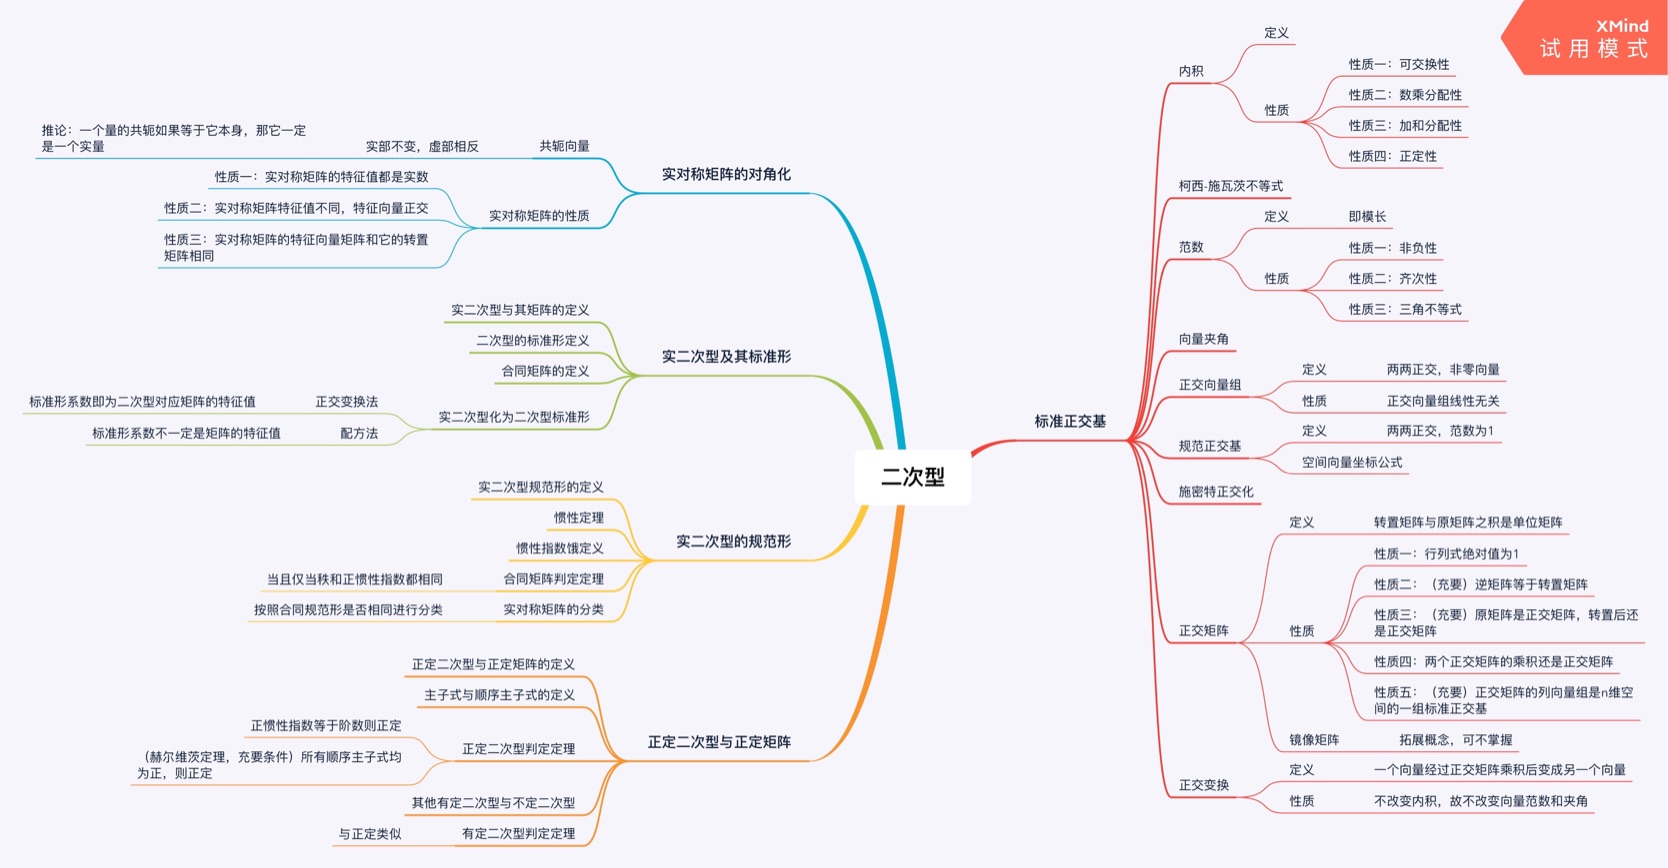 XMind
试用模式
二次型
标准正交基
内积
定义
性质
性质一：可交换性
性质二：数乘分配性
性质三：加和分配性
性质四：正定性
柯西-施瓦茨不等式
范数
定义
即模长
性质
性质一：非负性
性质二：齐次性
性质三：三角不等式
向量夹角
正交向量组
定义
两两正交，非零向量
性质
正交向量组线性无关
规范正交基
定义
两两正交，范数为1
空间向量坐标公式
施密特正交化
正交矩阵
定义
转置矩阵与原矩阵之积是单位矩阵
性质
性质一：行列式绝对值为1
性质二：（充要）逆矩阵等于转置矩阵
性质三：（充要）原矩阵是正交矩阵，转置后还
是正交矩阵
性质四：两个正交矩阵的乘积还是正交矩阵
性质五：（充要）正交矩阵的列向量组是n维空
间的一组标准正交基
镜像矩阵
拓展概念，可不掌握
正交变换
定义
一个向量经过正交矩阵乘积后变成另一个向量
性质
不改变内积，故不改变向量范数和夹角
实对称矩阵的对角化
共轭向量
实部不变，虚部相反
推论：一个量的共轭如果等于它本身，那它一定
是一个实量
实对称矩阵的性质
性质一：实对称矩阵的特征值都是实数
性质二：实对称矩阵特征值不同，特征向量正交
性质三：实对称矩阵的特征向量矩阵和它的转置
矩阵相同
实二次型及其标准形
实二次型与其矩阵的定义
二次型的标准形定义
合同矩阵的定义
实二次型化为二次型标准形
正交变换法
标准形系数即为二次型对应矩阵的特征值
配方法
标准形系数不一定是矩阵的特征值
实二次型的规范形
实二次型规范形的定义
惯性定理
惯性指数饿定义
合同矩阵判定定理
当且仅当秩和正惯性指数都相同
实对称矩阵的分类
按照合同规范形是否相同进行分类
正定二次型与正定矩阵
正定二次型与正定矩阵的定义
主子式与顺序主子式的定义
正定二次型判定定理
正惯性指数等于阶数则正定
（赫尔维茨定理，充要条件）所有顺序主子式均
为正，则正定
其他有定二次型与不定二次型
有定二次型判定定理
与正定类似